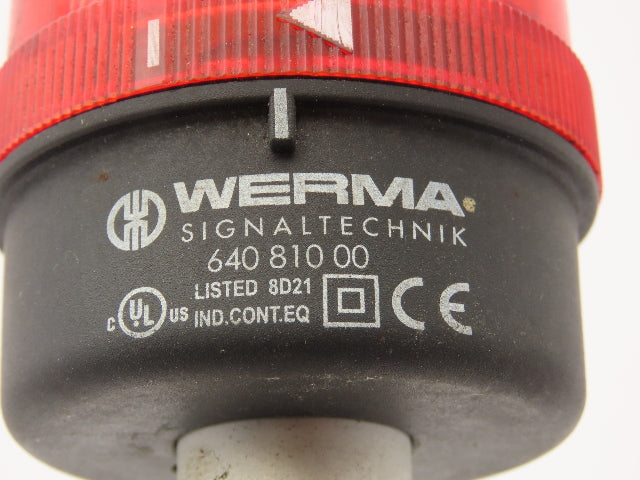 WERMA
SIGNALTECHNIK
640 810 00
LISTED 8D21
C UL US IND.CONT.EQ
CE